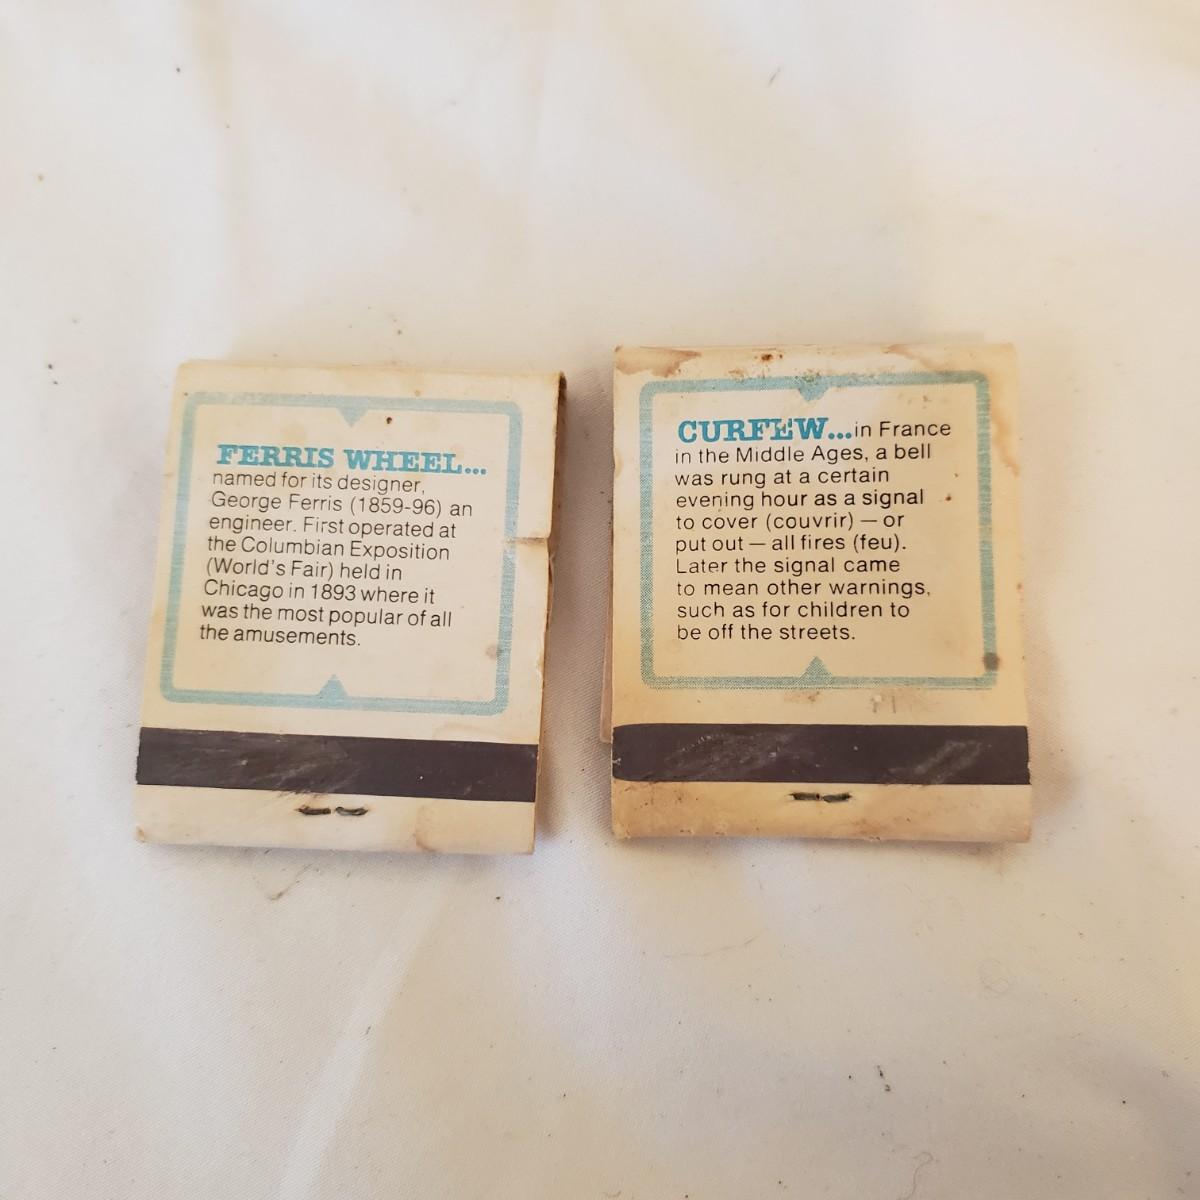 FERRIS WHEEL...
named for its designer,
George Ferris (1859-96) an
engineer. First operated at
the Columbian Exposition
(World's Fair) held in
Chicago in 1893 where it
was the most popular of all
the amusements.
CURFEW...in France
in the Middle Ages, a bell
was rung at a certain
evening hour as a signal
to cover (couvrir) — or
put out — all fires (feu).
Later the signal came
to mean other warnings,
such as for children to
be off the streets.